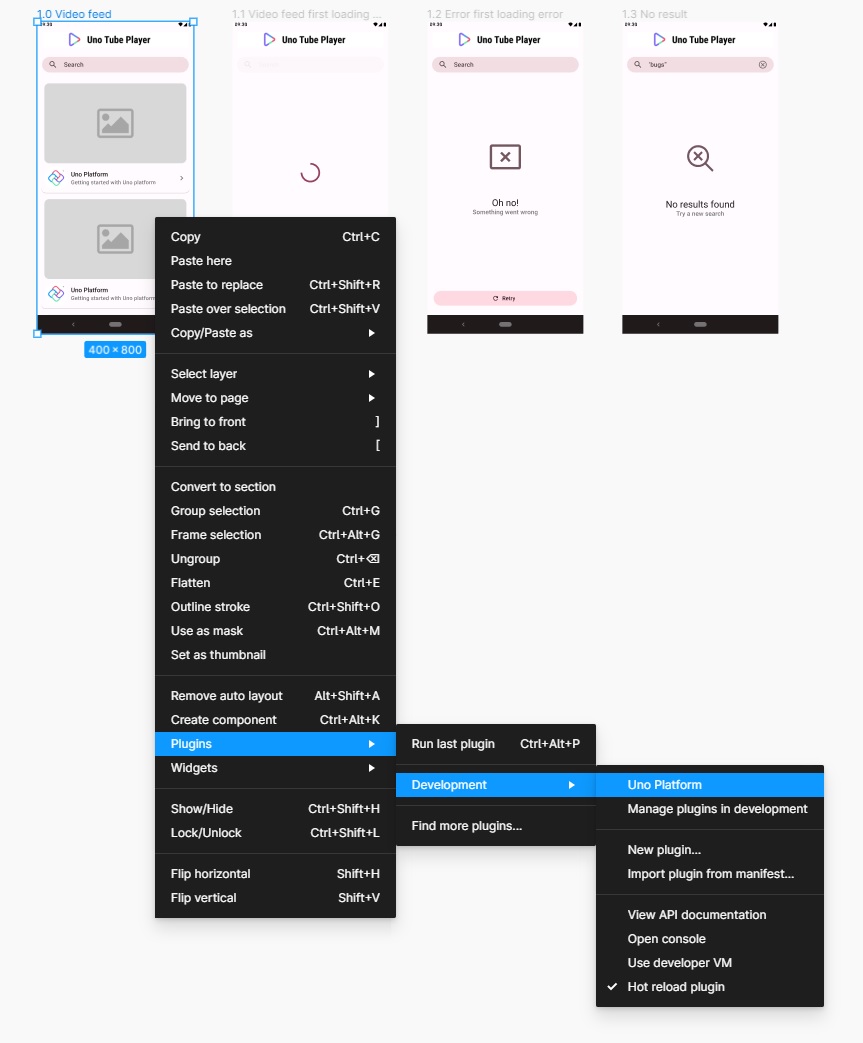 1.0 Video feed
1.1 Video feed first loading ...
1.2 Error first loading error
1.3 No result
Uno Tube Player
Search
Uno Platform
Getting started with Uno platform
Uno Platform
Getting started with Uno platform
400 × 800
Uno Tube Player
Uno Tube Player
Search
Oh no!
Something went wrong
Retry
Uno Tube Player
"bugs"
No results found
Try a new search
Copy Ctrl+C
Paste here
Paste to replace Ctrl+Shift+R
Paste over selection Ctrl+Shift+V
Copy/Paste as
Select layer
Move to page
Bring to front ]
Send to back [
Convert to section
Group selection Ctrl+G
Frame selection Ctrl+Alt+G
Ungroup Ctrl+⌫
Flatten Ctrl+E
Outline stroke Ctrl+Shift+O
Use as mask Ctrl+Alt+M
Set as thumbnail
Remove auto layout Alt+Shift+A
Create component Ctrl+Alt+K
Plugins
Widgets
Show/Hide Ctrl+Shift+H
Lock/Unlock Ctrl+Shift+L
Flip horizontal Shift+H
Flip vertical Shift+V
Run last plugin Ctrl+Alt+P
Development
Find more plugins...
Uno Platform
Manage plugins in development
New plugin...
Import plugin from manifest...
View API documentation
Open console
Use developer VM
Hot reload plugin